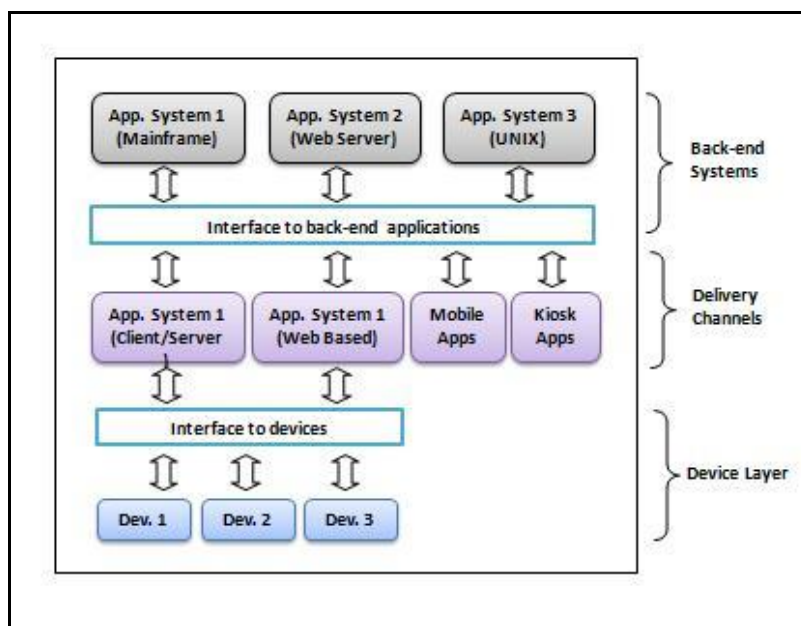 App. System 1
(Mainframe)
App. System 2
(Web Server)
App. System 3
(UNIX)
Back-end
Systems
Interface to back-end applications
App. System 1
(Client/Server
)
App. System 1
(Web Based)
Mobile
Apps
Kiosk
Apps
Delivery
Channels
Interface to devices
Device Layer
Dev. 1
Dev. 2
Dev. 3